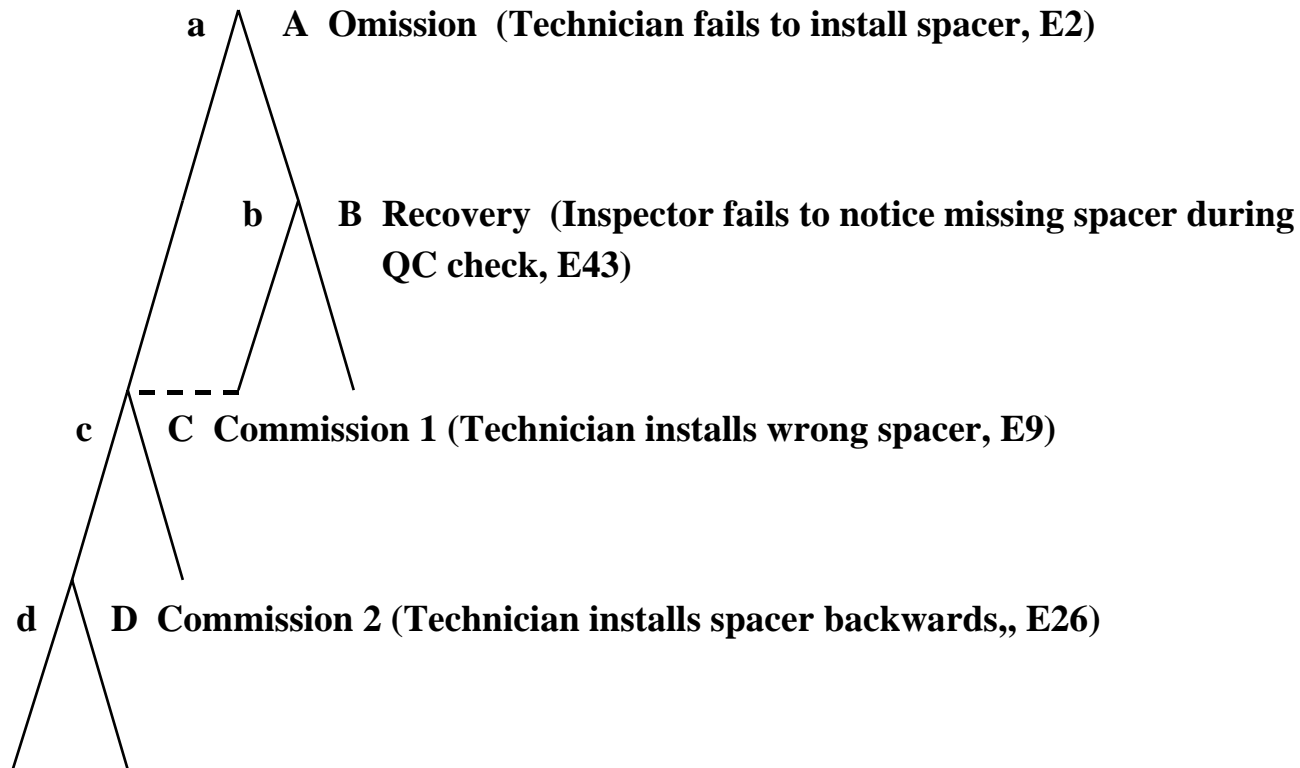 a A Omission (Technician fails to install spacer, E2)
b B Recovery (Inspector fails to notice missing spacer during
QC check, E43)
c C Commission 1 (Technician installs wrong spacer, E9)
d D Commission 2 (Technician installs spacer backwards,, E26)